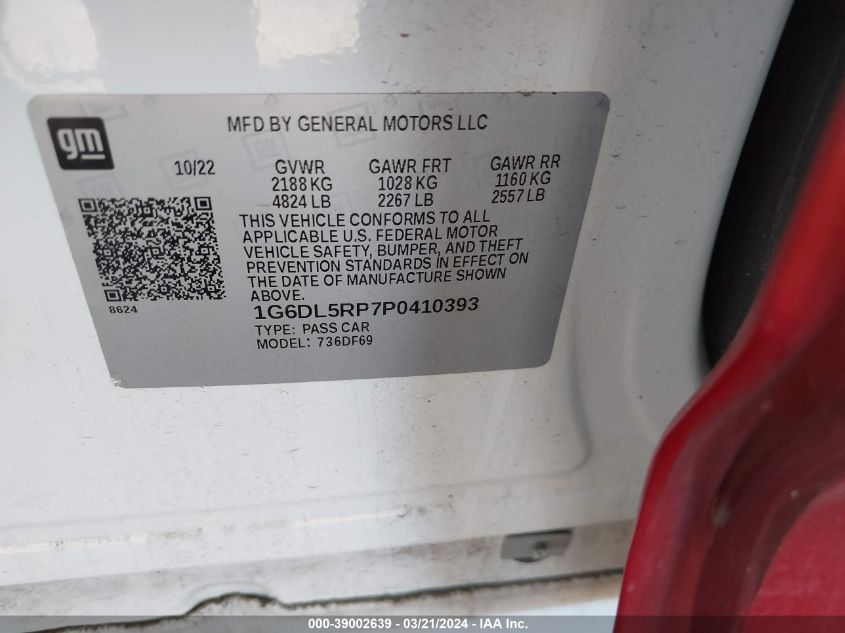 gm
MFD BY GENERAL MOTORS LLC
10/22 GVWR GAWR FRT GAWR RR
2188 KG 1028 KG 1160 KG
4824 LB 2267 LB 2557 LB
THIS VEHICLE CONFORMS TO ALL
APPLICABLE U.S. FEDERAL MOTOR
VEHICLE SAFETY, BUMPER, AND THEFT
PREVENTION STANDARDS IN EFFECT ON
THE DATE OF MANUFACTURE SHOWN
ABOVE.
8624
1G6DL5RP7P0410393
TYPE: PASS CAR
MODEL: 736DF69
000-39002639 - 03/21/2024 - IAA Inc.